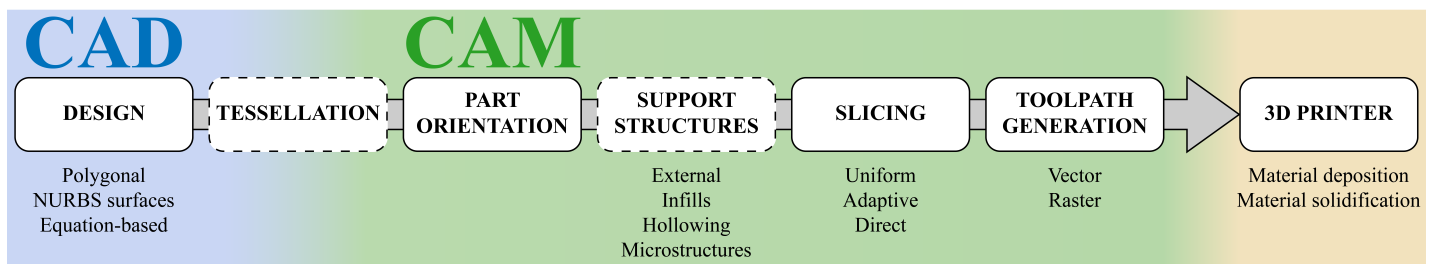 CAD
CAM
DESIGN
TESSELLATION
PART
ORIENTATION
SUPPORT
STRUCTURES
SLICING
TOOLPATH
GENERATION
3D PRINTER
Polygonal
NURBS surfaces
Equation-based
External
Infills
Hollowing
Microstructures
Uniform
Adaptive
Direct
Vector
Raster
Material deposition
Material solidification